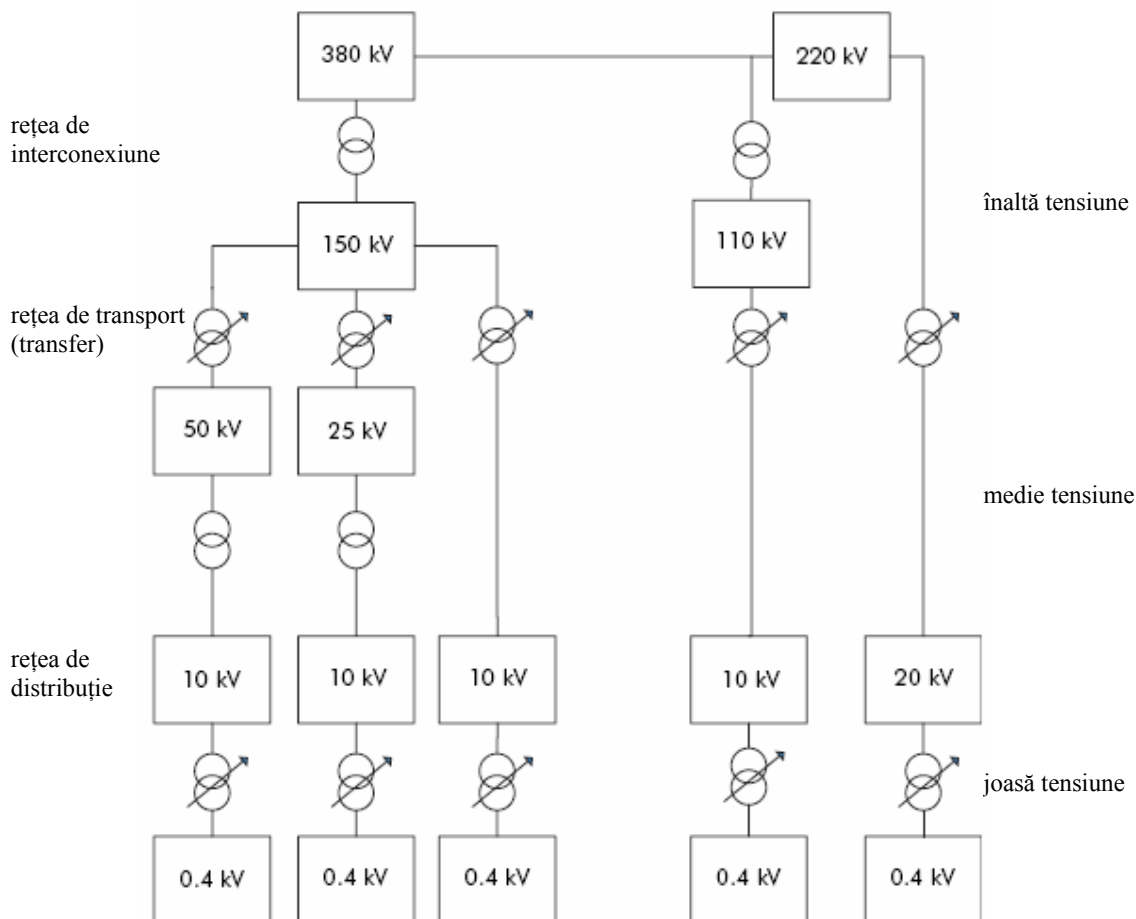 380 kV
220 kV
rețea de
interconexiune
înaltă tensiune
150 kV
110 kV
rețea de transport
(transfer)
50 kV
25 kV
medie tensiune
rețea de
distribuție
10 kV
10 kV
10 kV
10 kV
20 kV
joasă tensiune
0.4 kV
0.4 kV
0.4 kV
0.4 kV
0.4 kV